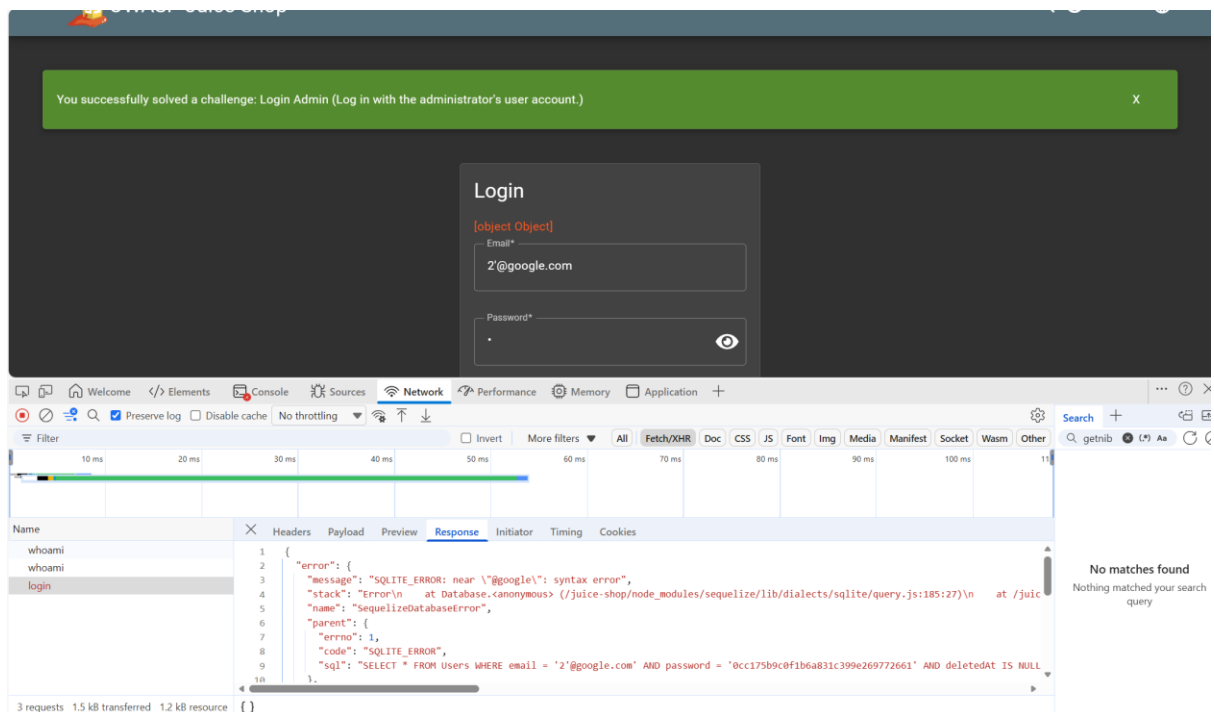 OWASP Juice Shop
You successfully solved a challenge: Login Admin (Log in with the administrator's user account.)
X
Login
[object Object]
Email*
2'@google.com
Password*
Welcome
Elements
Console
Sources
Network
Performance
Memory
Application
Preserve log
Disable cache
No throttling
Search
Filter
Invert
More filters
All
Fetch/XHR
Doc
CSS
JS
Font
Img
Media
Manifest
Socket
Wasm
Other
getnib
(.*)
Aa
10 ms
20 ms
30 ms
40 ms
50 ms
60 ms
70 ms
80 ms
90 ms
100 ms
11
Name
Headers
Payload
Preview
Response
Initiator
Timing
Cookies
whoami
whoami
login
1 {
2 "error": {
3 "message": "SQLITE_ERROR: near \"@google\": syntax error",
4 "stack": "Error\n    at Database.<anonymous> (/juice-shop/node_modules/sequelize/lib/dialects/sqlite/query.js:185:27)\n    at /juic
5 "name": "SequelizeDatabaseError",
6 "parent": {
7 "errno": 1,
8 "code": "SQLITE_ERROR",
9 "sql": "SELECT * FROM Users WHERE email = '2'@google.com' AND password = '0cc175b9c0f1b6a831c399e269772661' AND deletedAt IS NULL
10 },
No matches found
Nothing matched your search
query
3 requests 1.5 kB transferred 1.2 kB resource
{ }